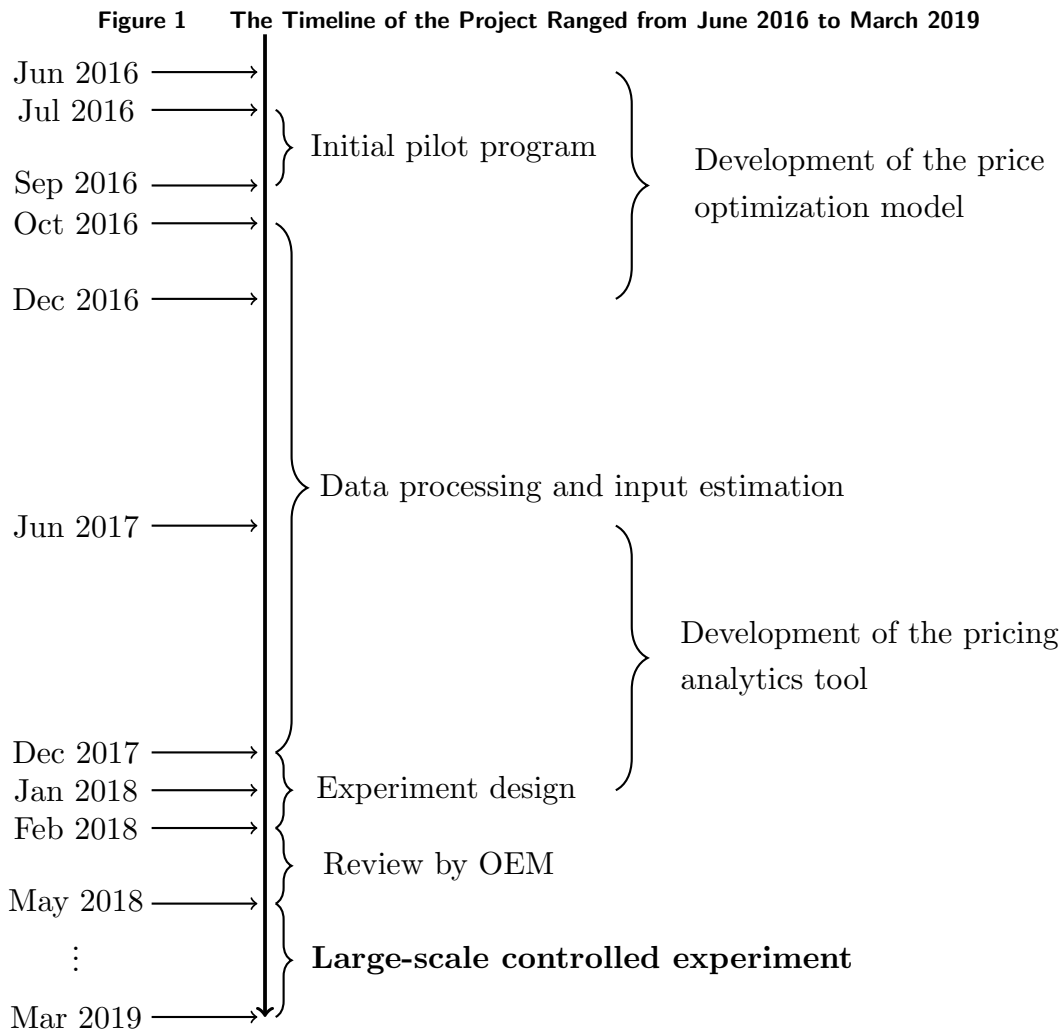 Figure 1 The Timeline of the Project Ranged from June 2016 to March 2019
Jun 2016
Jul 2016
Initial pilot program
Development of the price
optimization model
Sep 2016
Oct 2016
Dec 2016
Data processing and input estimation
Jun 2017
Development of the pricing
analytics tool
Dec 2017
Jan 2018
Experiment design
Feb 2018
Review by OEM
May 2018
⋮
Large-scale controlled experiment
Mar 2019